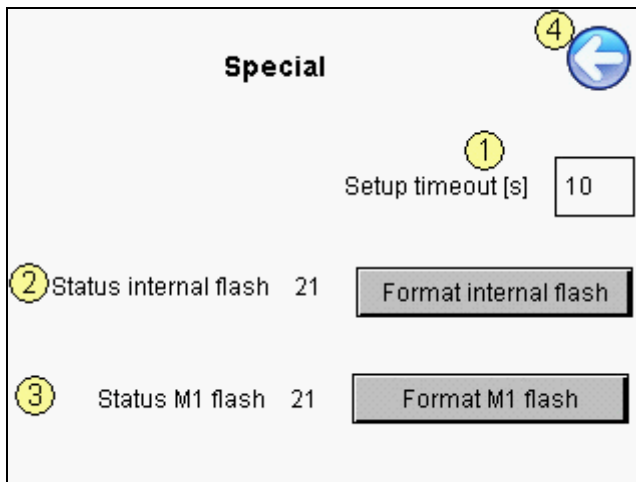 4
Special
1
Setup timeout [s] 10
2 Status internal flash 21 Format internal flash
3 Status M1 flash 21 Format M1 flash